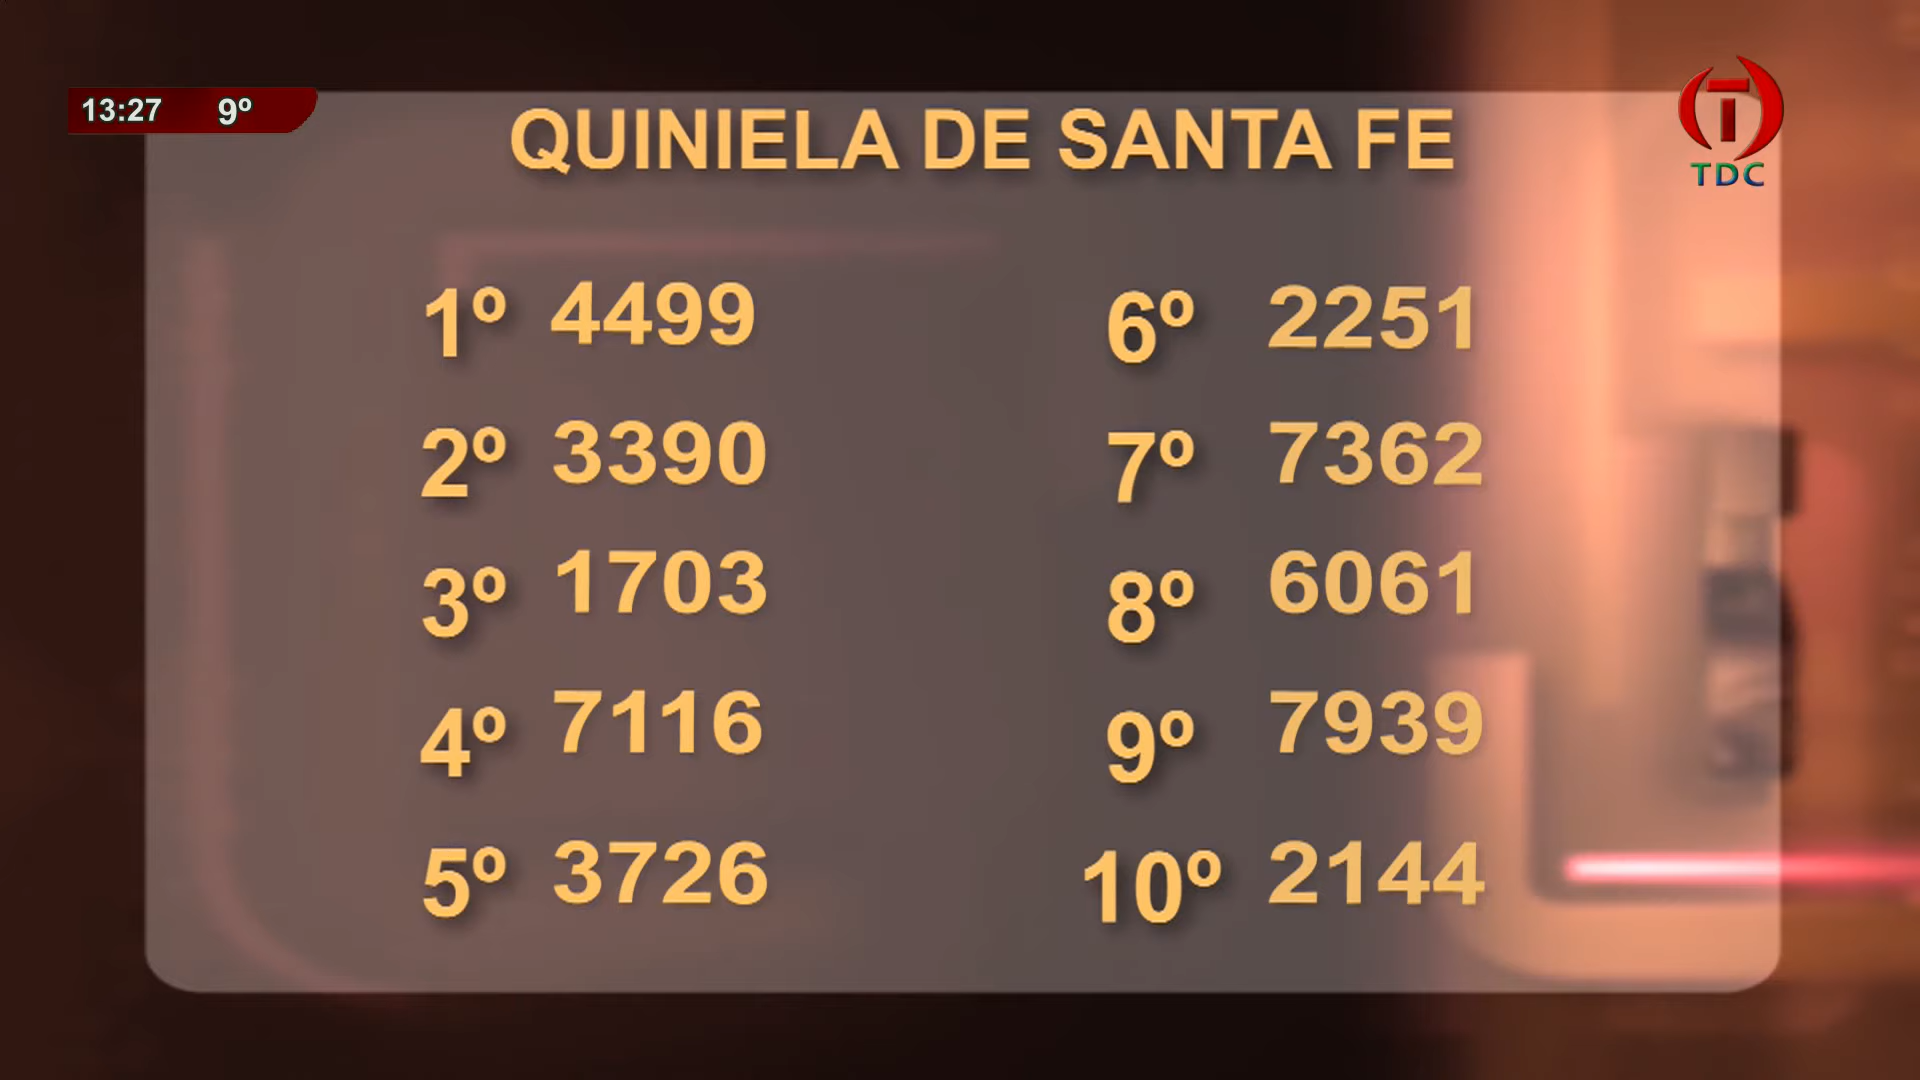 13:27 9º
TDC
QUINIELA DE SANTA FE
1º 4499
2º 3390
3º 1703
4º 7116
5º 3726
6º 2251
7º 7362
8º 6061
9º 7939
10º 2144